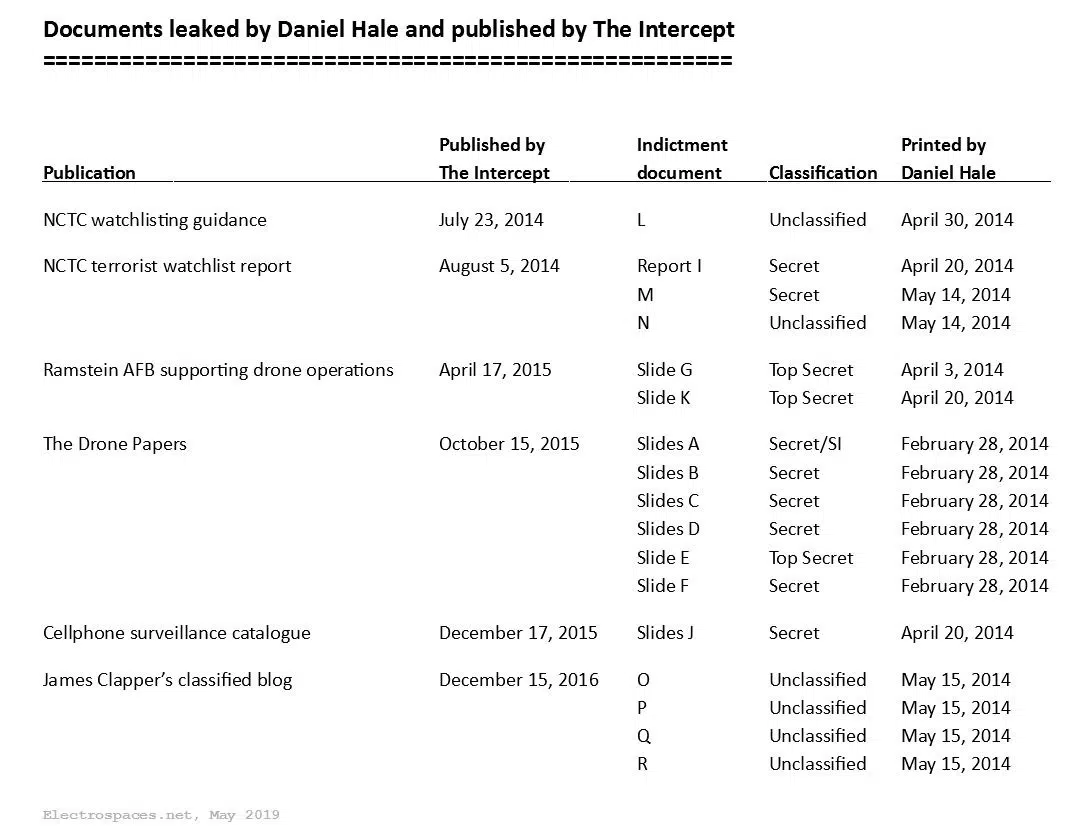 Documents leaked by Daniel Hale and published by The Intercept
=======================================================
Published by Indictment Printed by
Publication The Intercept document Classification Daniel Hale
NCTC watchlisting guidance July 23, 2014 L Unclassified April 30, 2014
NCTC terrorist watchlist report August 5, 2014 Report I Secret April 20, 2014
M Secret May 14, 2014
N Unclassified May 14, 2014
Ramstein AFB supporting drone operations April 17, 2015 Slide G Top Secret April 3, 2014
Slide K Top Secret April 20, 2014
The Drone Papers October 15, 2015 Slides A Secret/SI February 28, 2014
Slides B Secret February 28, 2014
Slides C Secret February 28, 2014
Slides D Secret February 28, 2014
Slide E Top Secret February 28, 2014
Slide F Secret February 28, 2014
Cellphone surveillance catalogue December 17, 2015 Slides J Secret April 20, 2014
James Clapper’s classified blog December 15, 2016 O Unclassified May 15, 2014
P Unclassified May 15, 2014
Q Unclassified May 15, 2014
R Unclassified May 15, 2014
Electrospaces.net, May 2019